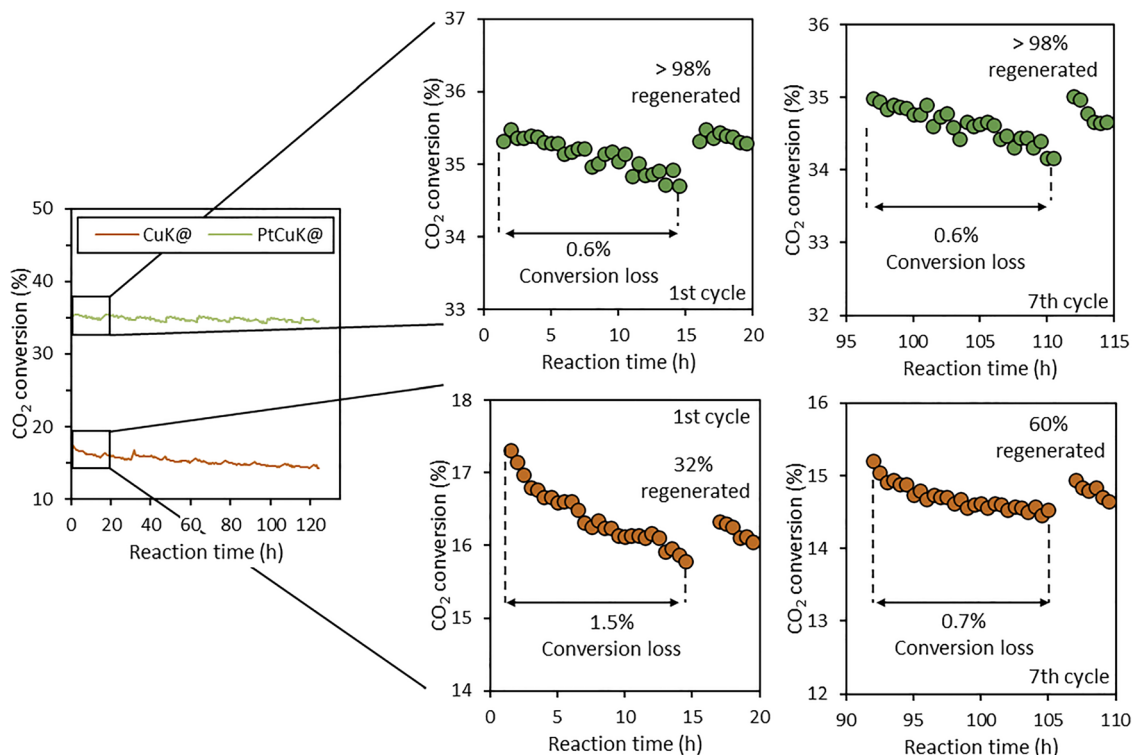 CO2 conversion (%)
50
40
30
20
10
CuK@
PtCuK@
0
20
40
60
80
100
120
Reaction time (h)
CO2 conversion (%)
37
36
35
34
33
> 98%
regenerated
0.6%
Conversion loss
1st cycle
0
5
10
15
20
Reaction time (h)
CO2 conversion (%)
36
35
34
33
32
> 98%
regenerated
0.6%
Conversion loss
7th cycle
95
100
105
110
115
Reaction time (h)
CO2 conversion (%)
18
17
16
15
14
1st cycle
32%
regenerated
1.5%
Conversion loss
0
5
10
15
20
Reaction time (h)
CO2 conversion (%)
16
15
14
13
12
60%
regenerated
0.7%
Conversion loss
7th cycle
90
95
100
105
110
Reaction time (h)